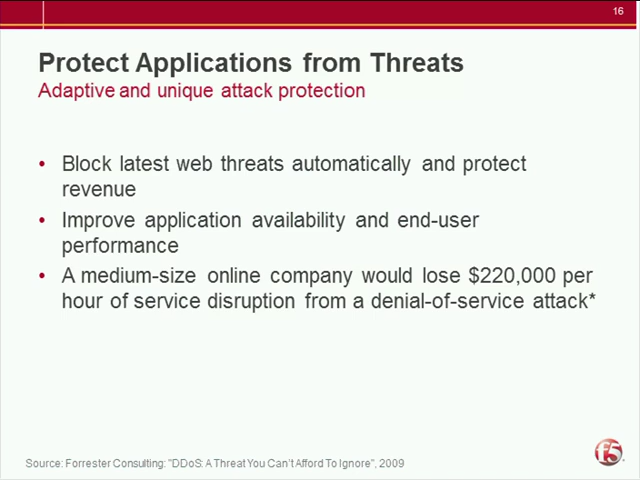 16
Protect Applications from Threats
Adaptive and unique attack protection
• Block latest web threats automatically and protect
revenue
• Improve application availability and end-user
performance
• A medium-size online company would lose $220,000 per
hour of service disruption from a denial-of-service attack*
f5
Source: Forrester Consulting: "DDoS: A Threat You Can't Afford To Ignore", 2009